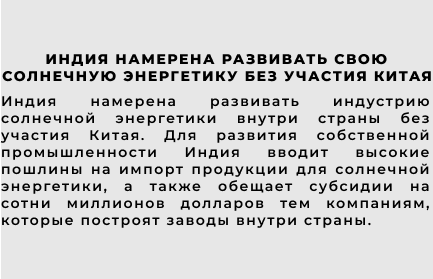 ИНДИЯ НАМЕРЕНА РАЗВИВАТЬ СВОЮ
СОЛНЕЧНУЮ ЭНЕРГЕТИКУ БЕЗ УЧАСТИЯ КИТАЯ
Индия намерена развивать индустрию
солнечной энергетики внутри страны без
участия Китая. Для развития собственной
промышленности Индия вводит высокие
пошлины на импорт продукции для солнечной
энергетики, а также обещает субсидии на
сотни миллионов долларов тем компаниям,
которые построят заводы внутри страны.